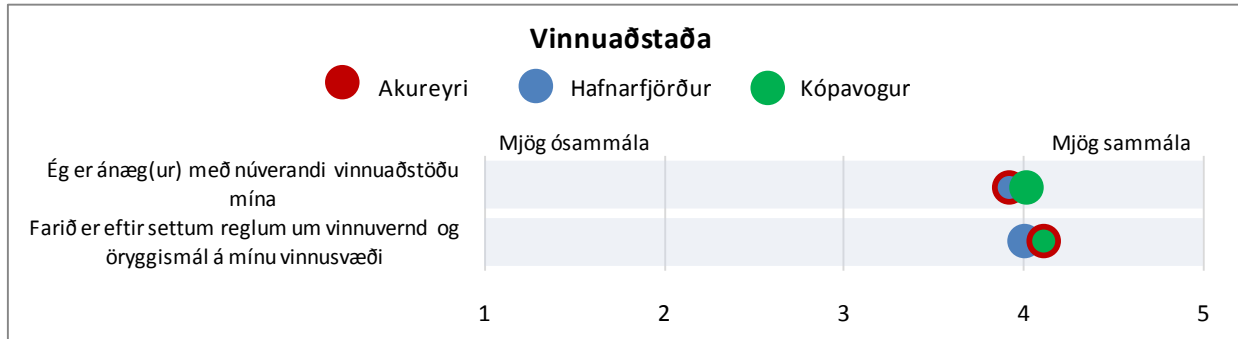 Vinnuaðstaða
Akureyri Hafnarfjörður Kópavogur
Mjög ósammála Mjög sammála
Ég er ánæg(ur) með núverandi vinnuaðstöðu
mína
Farið er eftir settum reglum um vinnuvernd og
öryggismál á mínu vinnusvæði
1 2 3 4 5